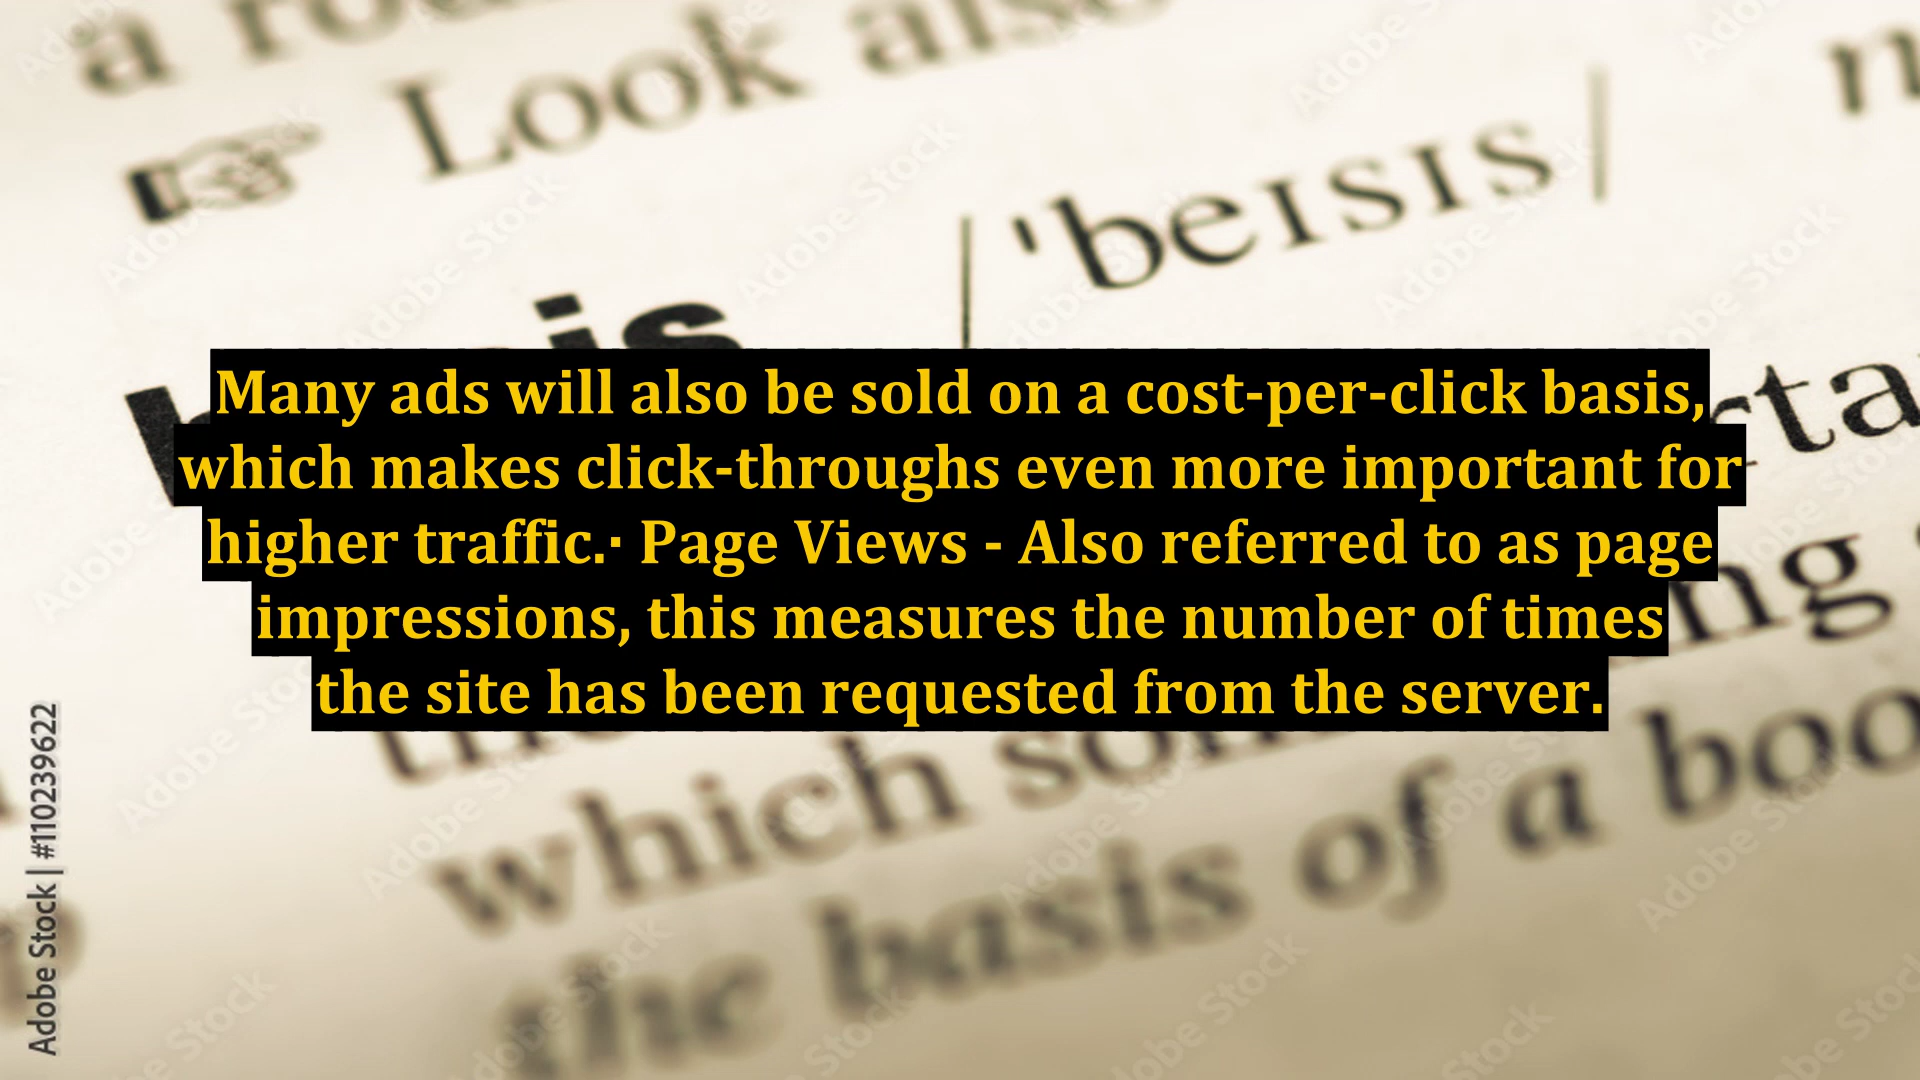 a
Look also
/ˈbeɪsɪs/
Many ads will also be sold on a cost-per-click basis,
which makes click-throughs even more important for
higher traffic.· Page Views - Also referred to as page
impressions, this measures the number of times
the site has been requested from the server.
which
the basis of a
Adobe Stock | #110239622